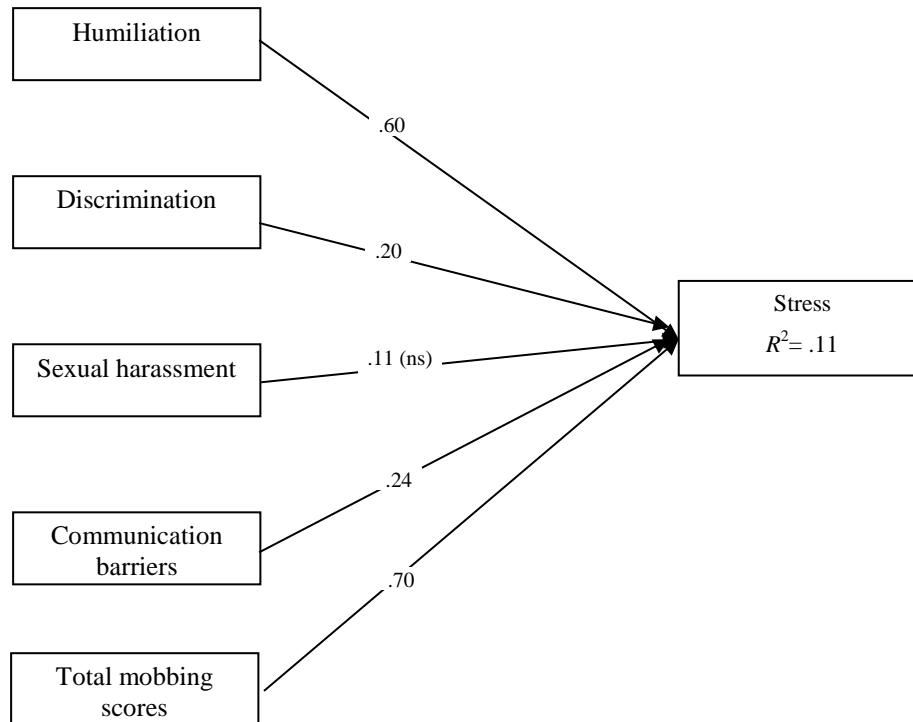 Humiliation
.60
Discrimination
.20
Stress
R²= .11
Sexual harassment
.11 (ns)
.24
Communication
barriers
.70
Total mobbing
scores